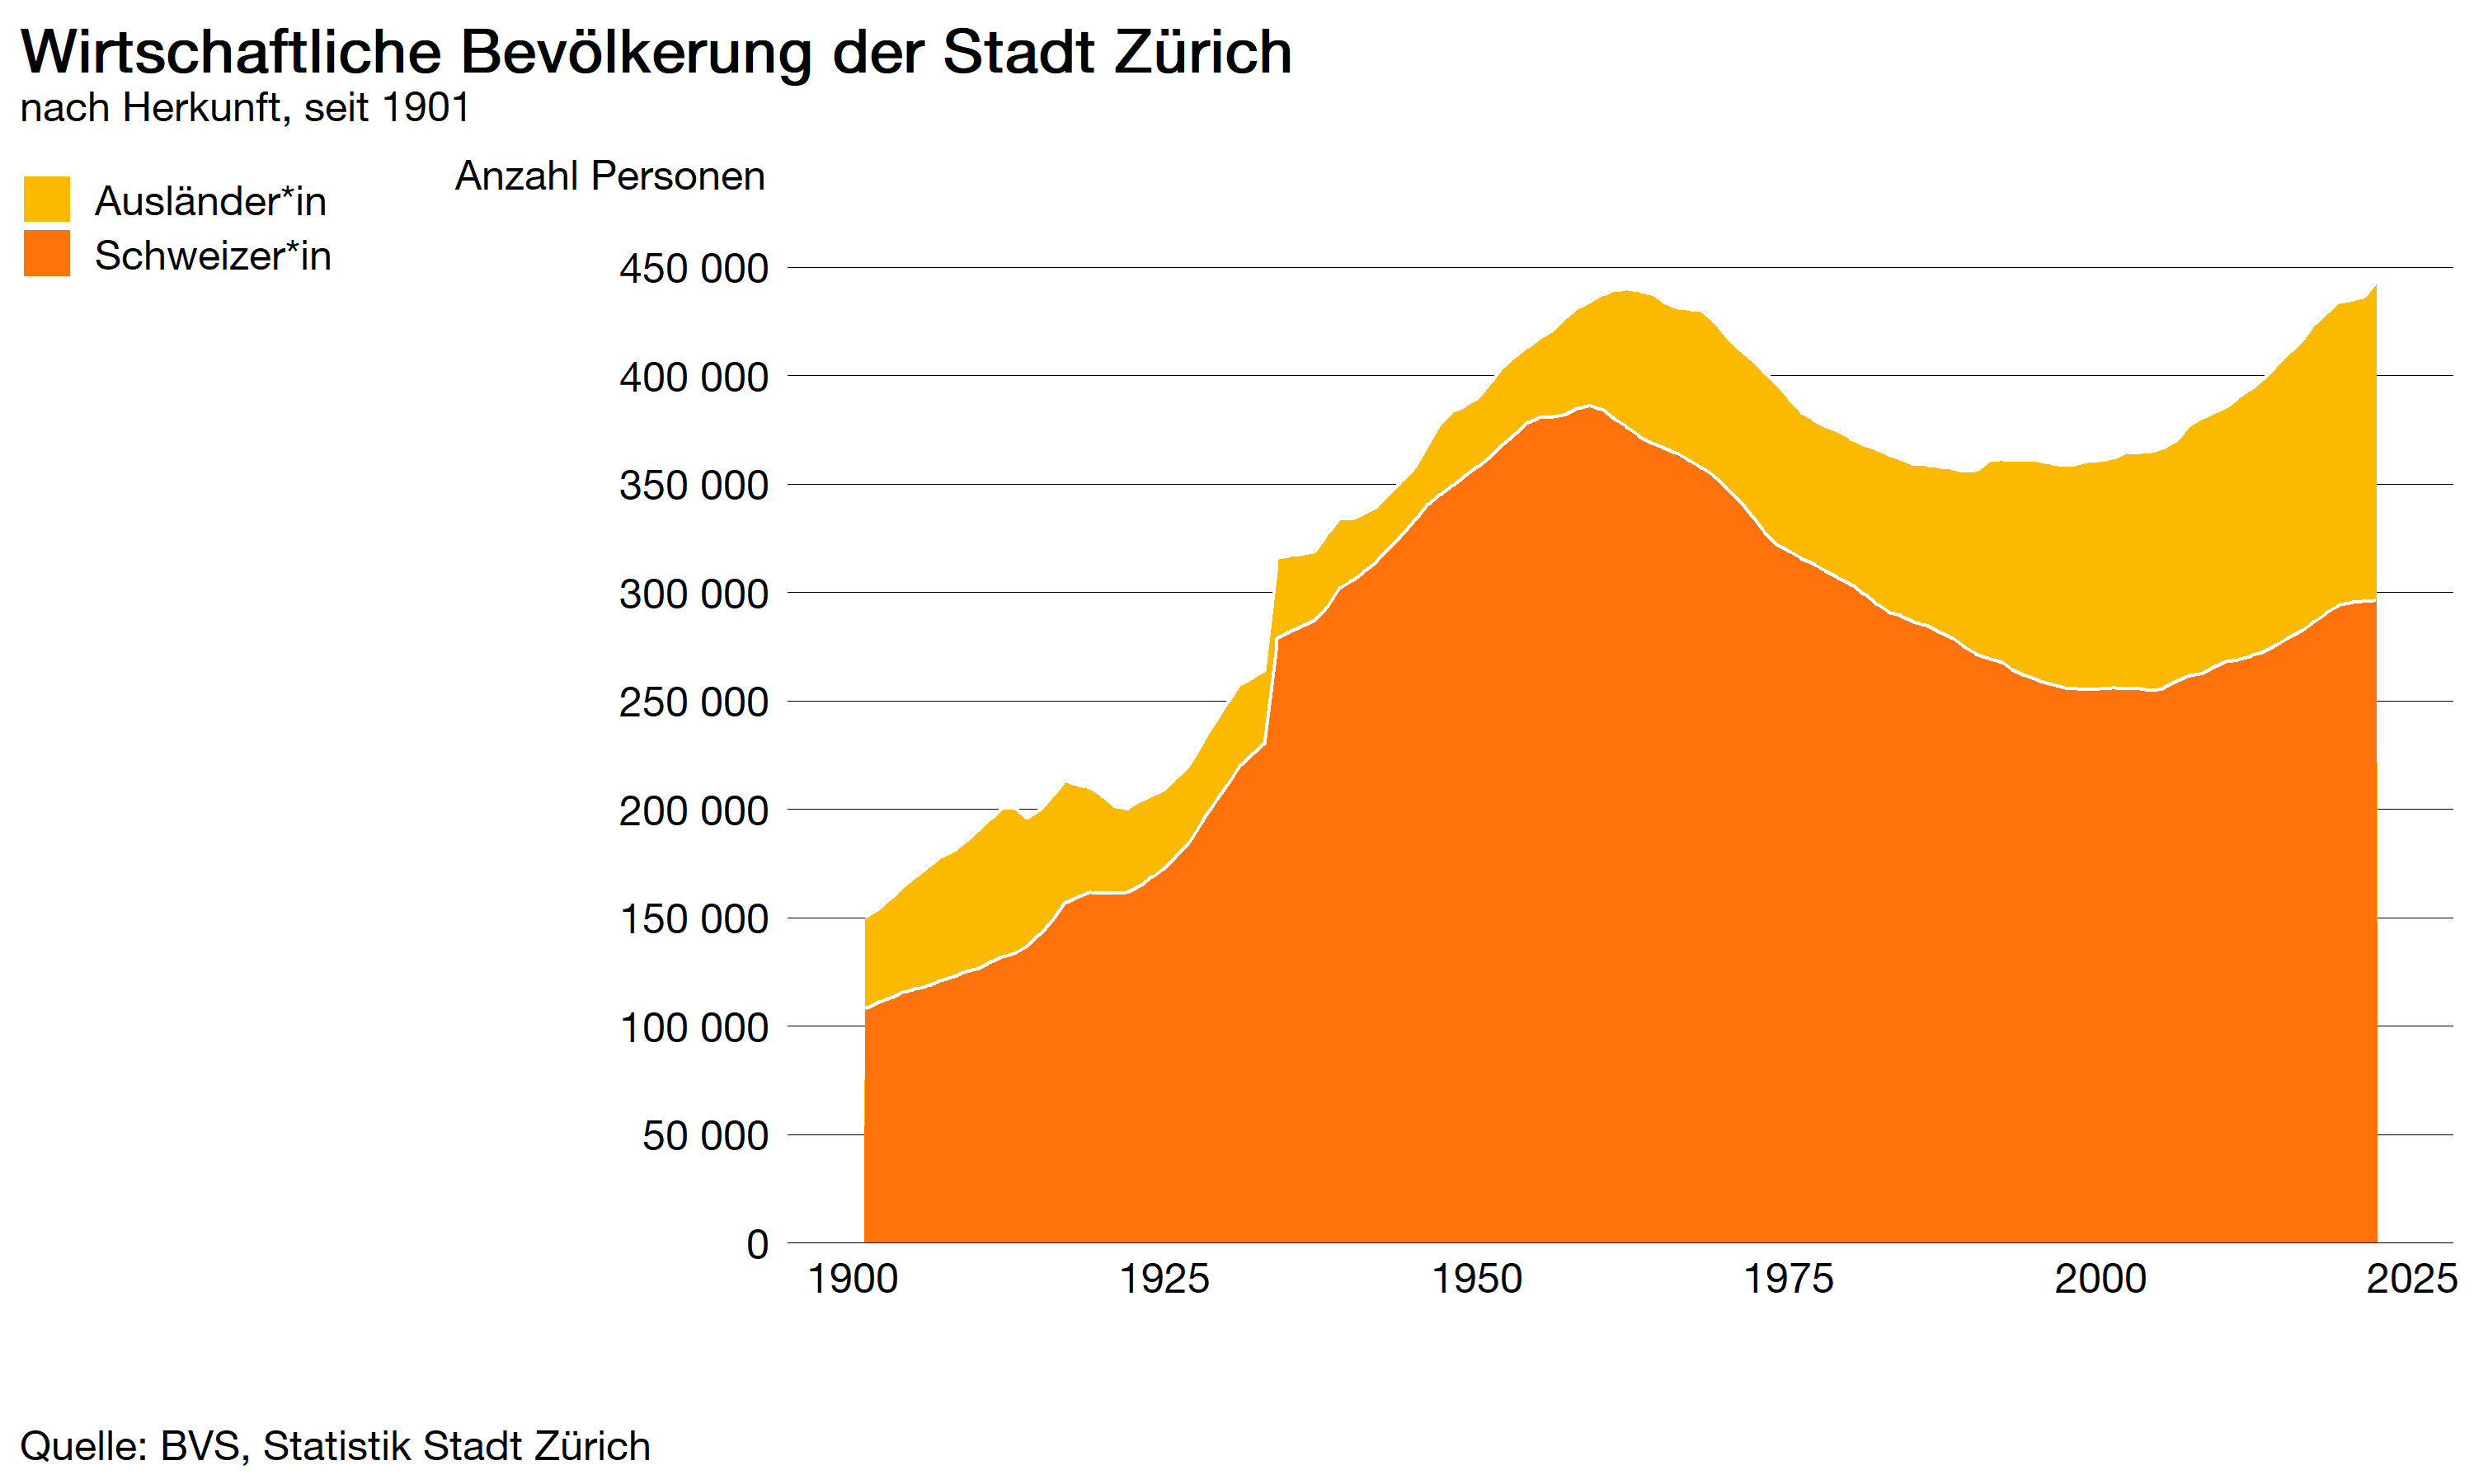 Wirtschaftliche Bevölkerung der Stadt Zürich
nach Herkunft, seit 1901
Ausländer*in
Schweizer*in
Anzahl Personen
450 000
400 000
350 000
300 000
250 000
200 000
150 000
100 000
50 000
0
1900 1925 1950 1975 2000 2025
Quelle: BVS, Statistik Stadt Zürich